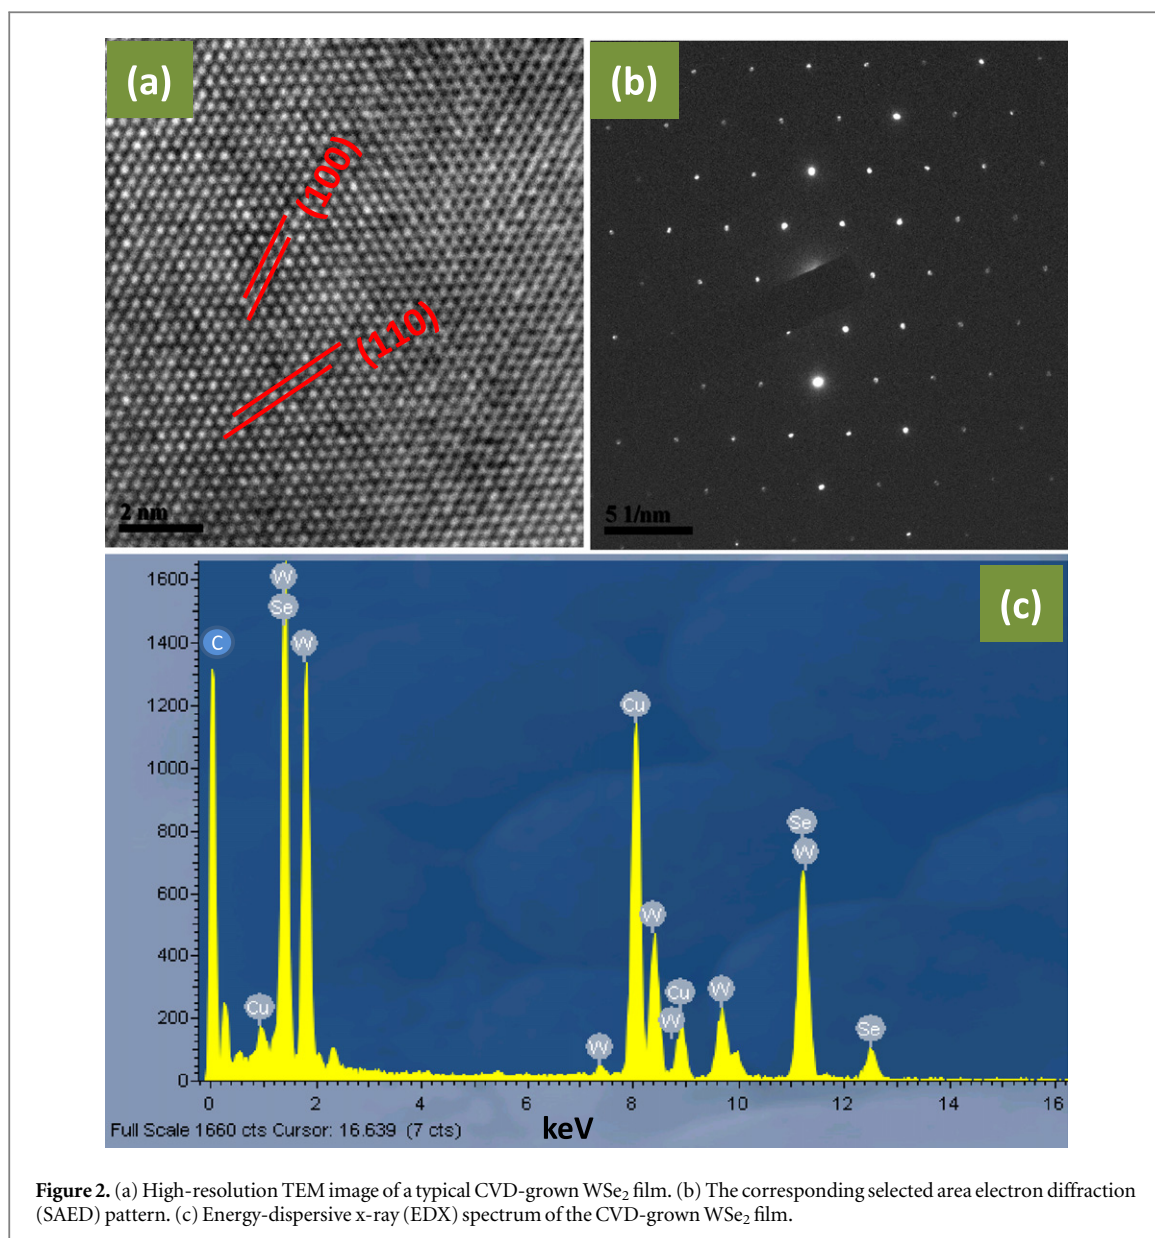 (a)
(100)
(110)
2 nm
(b)
5 1/nm
(c)
1600
1400
1200
1000
800
600
400
200
0
W
Se
C
W
Cu
Cu
W
Cu
W
W
W
Se
W
Se
0 2 4 6 8 10 12 14 16
Full Scale 1660 cts Cursor: 16.639 (7 cts)
keV
Figure 2. (a) High-resolution TEM image of a typical CVD-grown WSe₂ film. (b) The corresponding selected area electron diffraction
(SAED) pattern. (c) Energy-dispersive x-ray (EDX) spectrum of the CVD-grown WSe₂ film.